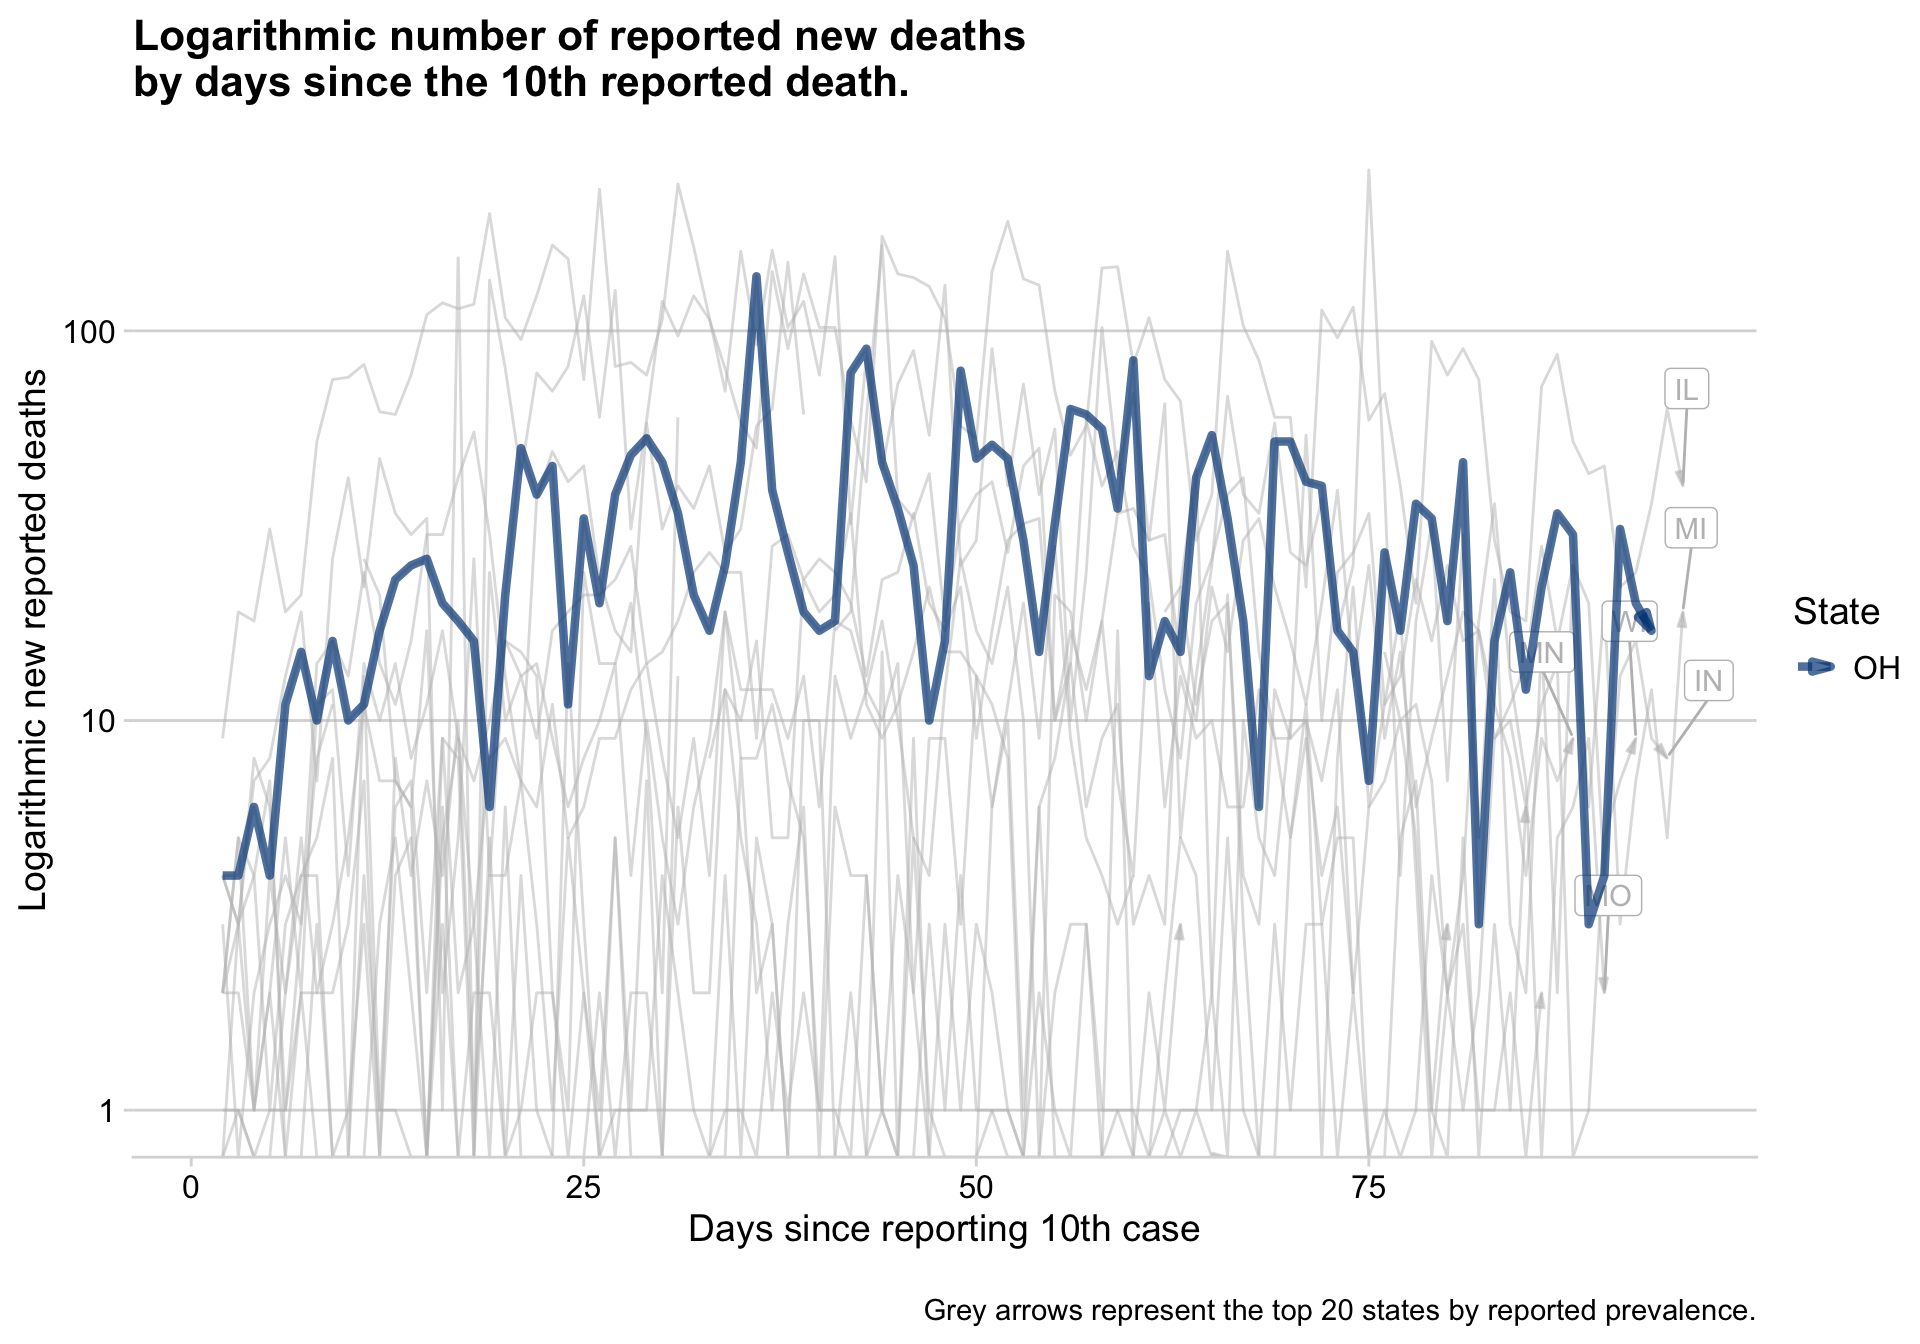 Logarithmic number of reported new deaths
by days since the 10th reported death.
Logarithmic new reported deaths
100
10
1
IL
MI
WI
MN
IN
IO
State
OH
0
25
50
75
Days since reporting 10th case
Grey arrows represent the top 20 states by reported prevalence.